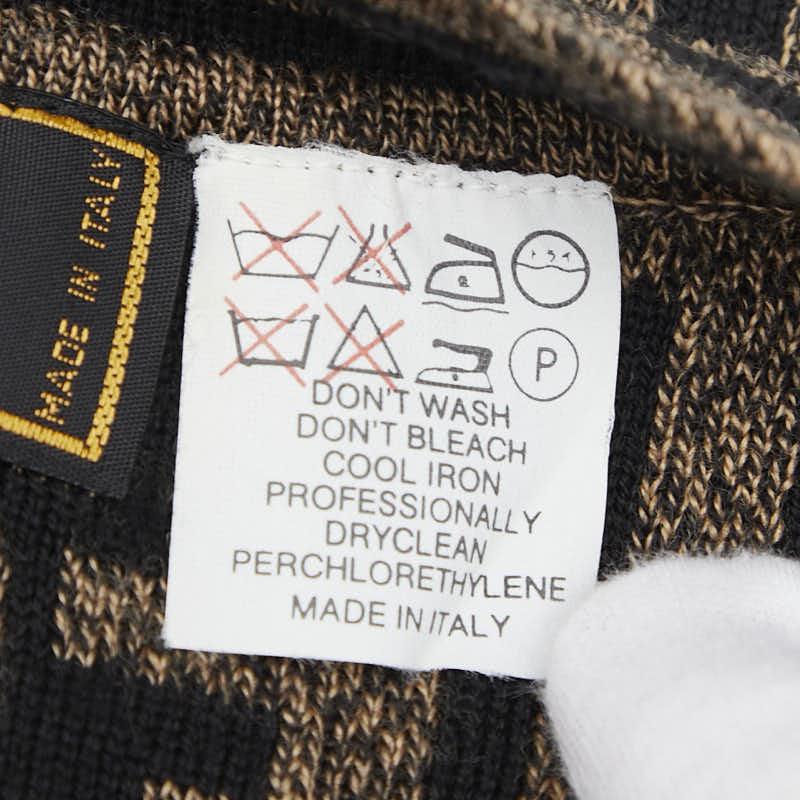 MADE IN ITALY
P
DON'T WASH
DON'T BLEACH
COOL IRON
PROFESSIONALLY
DRYCLEAN
PERCHLORETHYLENE
MADE IN ITALY